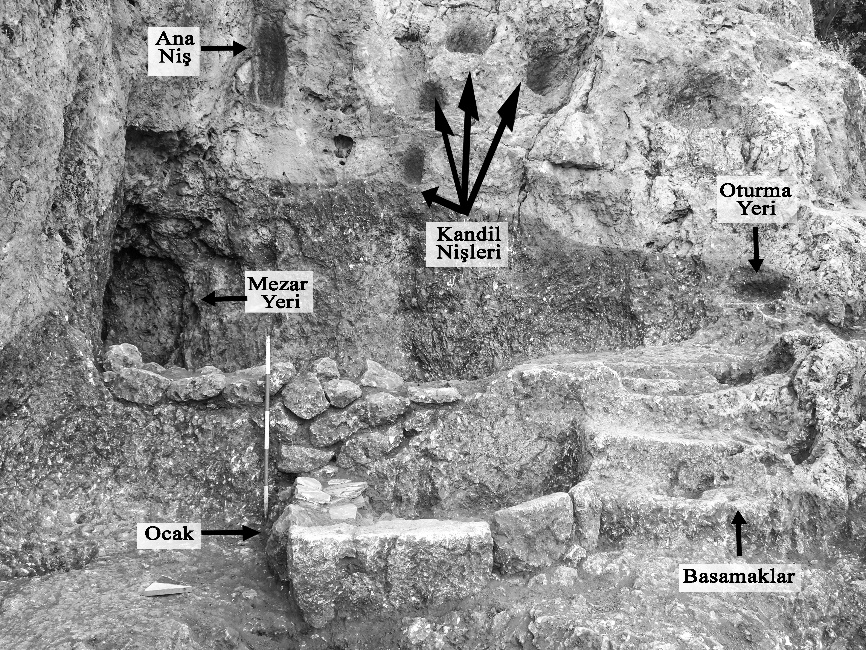 Ana
Niş
Oturma
Yeri
Kandil
Nişleri
Mezar
Yeri
Ocak
Basamaklar